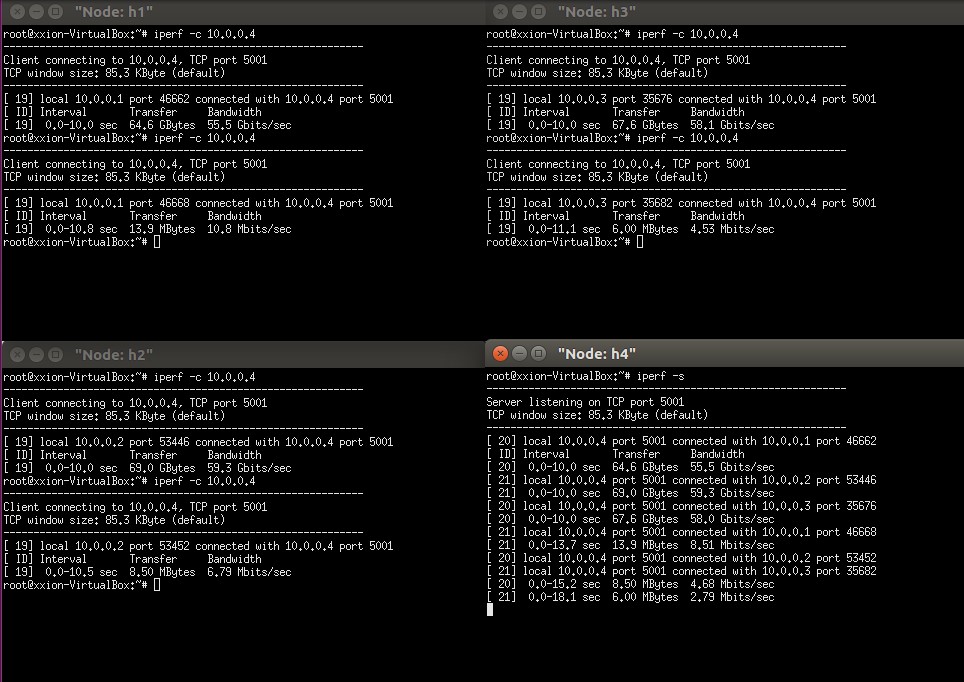 "Node: h1"
root@xxion-VirtualBox:~# iperf -c 10.0.0.4
------------------------------------------------------------
Client connecting to 10.0.0.4, TCP port 5001
TCP window size: 85.3 KByte (default)
------------------------------------------------------------
[ 19] local 10.0.0.1 port 46662 connected with 10.0.0.4 port 5001
[ ID] Interval       Transfer     Bandwidth
[ 19]  0.0-10.0 sec  64.6 GBytes  55.5 Gbits/sec
root@xxion-VirtualBox:~# iperf -c 10.0.0.4
------------------------------------------------------------
Client connecting to 10.0.0.4, TCP port 5001
TCP window size: 85.3 KByte (default)
------------------------------------------------------------
[ 19] local 10.0.0.1 port 46668 connected with 10.0.0.4 port 5001
[ ID] Interval       Transfer     Bandwidth
[ 19]  0.0-10.8 sec  13.9 MBytes  10.8 Mbits/sec
root@xxion-VirtualBox:~#
"Node: h3"
root@xxion-VirtualBox:~# iperf -c 10.0.0.4
------------------------------------------------------------
Client connecting to 10.0.0.4, TCP port 5001
TCP window size: 85.3 KByte (default)
------------------------------------------------------------
[ 19] local 10.0.0.3 port 35676 connected with 10.0.0.4 port 5001
[ ID] Interval       Transfer     Bandwidth
[ 19]  0.0-10.0 sec  67.6 GBytes  58.1 Gbits/sec
root@xxion-VirtualBox:~# iperf -c 10.0.0.4
------------------------------------------------------------
Client connecting to 10.0.0.4, TCP port 5001
TCP window size: 85.3 KByte (default)
------------------------------------------------------------
[ 19] local 10.0.0.3 port 35682 connected with 10.0.0.4 port 5001
[ ID] Interval       Transfer     Bandwidth
[ 19]  0.0-11.1 sec  6.00 MBytes  4.53 Mbits/sec
root@xxion-VirtualBox:~#
"Node: h2"
root@xxion-VirtualBox:~# iperf -c 10.0.0.4
------------------------------------------------------------
Client connecting to 10.0.0.4, TCP port 5001
TCP window size: 85.3 KByte (default)
------------------------------------------------------------
[ 19] local 10.0.0.2 port 53446 connected with 10.0.0.4 port 5001
[ ID] Interval       Transfer     Bandwidth
[ 19]  0.0-10.0 sec  69.0 GBytes  59.3 Gbits/sec
root@xxion-VirtualBox:~# iperf -c 10.0.0.4
------------------------------------------------------------
Client connecting to 10.0.0.4, TCP port 5001
TCP window size: 85.3 KByte (default)
------------------------------------------------------------
[ 19] local 10.0.0.2 port 53452 connected with 10.0.0.4 port 5001
[ ID] Interval       Transfer     Bandwidth
[ 19]  0.0-10.5 sec  8.50 MBytes  6.79 Mbits/sec
root@xxion-VirtualBox:~#
"Node: h4"
root@xxion-VirtualBox:~# iperf -s
------------------------------------------------------------
Server listening on TCP port 5001
TCP window size: 85.3 KByte (default)
------------------------------------------------------------
[ 20] local 10.0.0.4 port 5001 connected with 10.0.0.1 port 46662
[ ID] Interval       Transfer     Bandwidth
[ 20]  0.0-10.0 sec  64.6 GBytes  55.5 Gbits/sec
[ 21] local 10.0.0.4 port 5001 connected with 10.0.0.2 port 53446
[ 21]  0.0-10.0 sec  69.0 GBytes  59.3 Gbits/sec
[ 20] local 10.0.0.4 port 5001 connected with 10.0.0.3 port 35676
[ 20]  0.0-10.0 sec  67.6 GBytes  58.0 Gbits/sec
[ 21] local 10.0.0.4 port 5001 connected with 10.0.0.1 port 46668
[ 21]  0.0-13.7 sec  13.9 MBytes  8.51 Mbits/sec
[ 20] local 10.0.0.4 port 5001 connected with 10.0.0.2 port 53452
[ 21] local 10.0.0.4 port 5001 connected with 10.0.0.3 port 35682
[ 20]  0.0-15.2 sec  8.50 MBytes  4.68 Mbits/sec
[ 21]  0.0-18.1 sec  6.00 MBytes  2.79 Mbits/sec